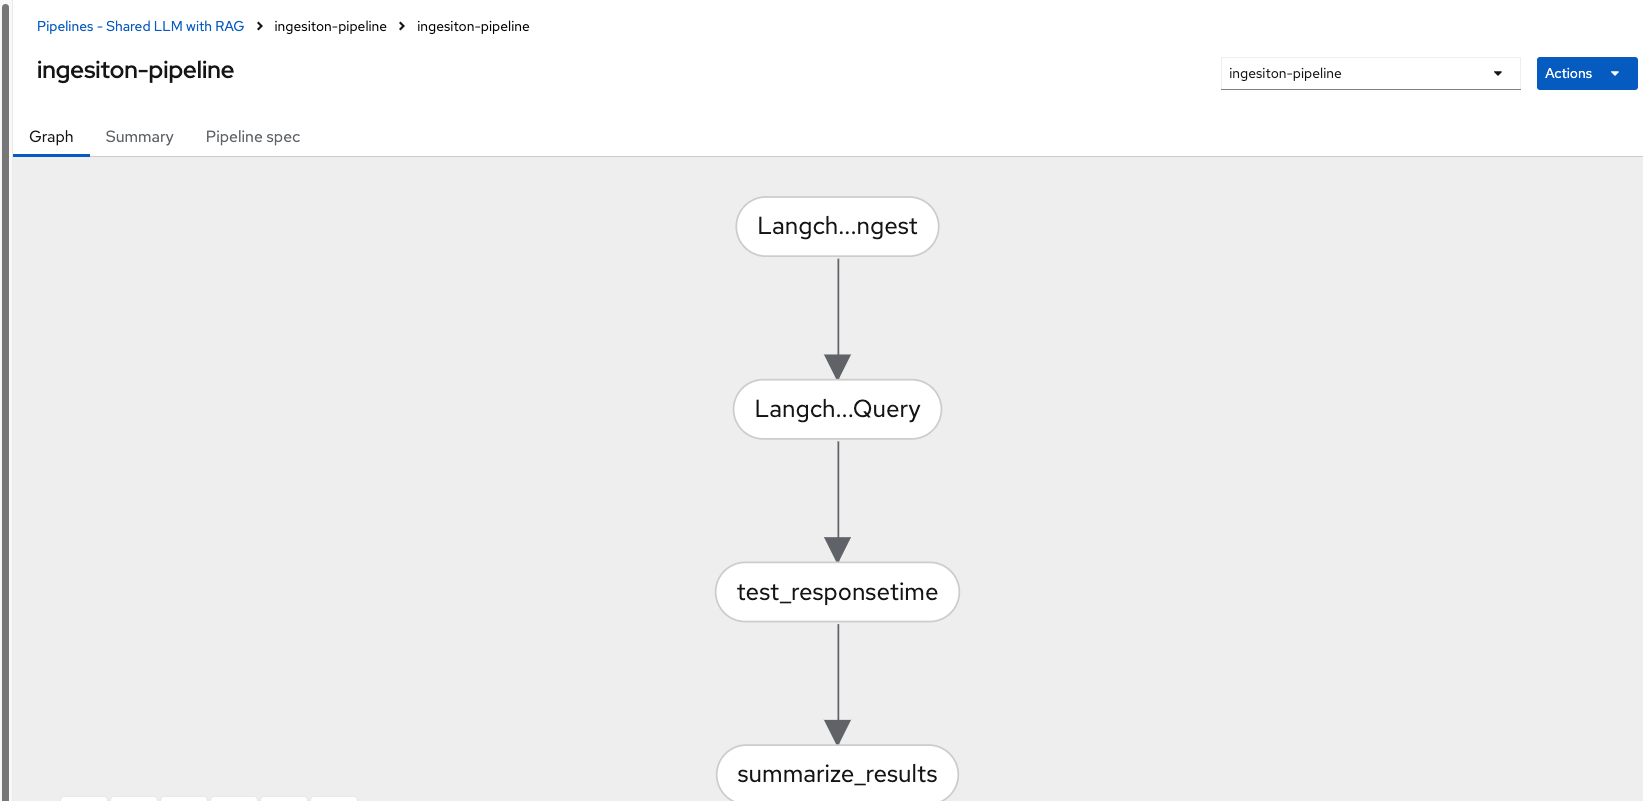 Pipelines - Shared LLM with RAG > ingesiton-pipeline > ingesiton-pipeline
ingesiton-pipeline
ingesiton-pipeline
Actions
Graph Summary Pipeline spec
Langch...ngest
Langch...Query
test_responsetime
summarize_results